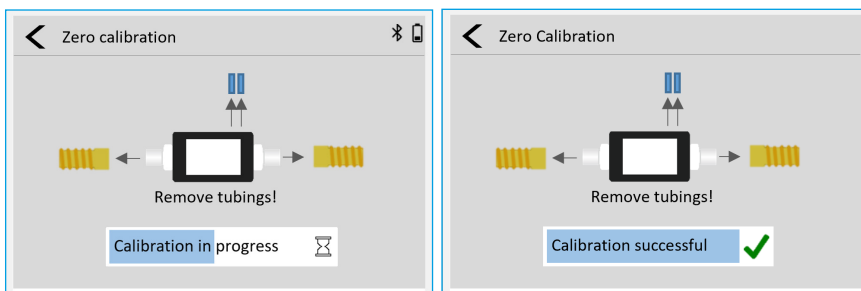 Zero calibration
Remove tubings!
Calibration in progress
Zero Calibration
Remove tubings!
Calibration successful